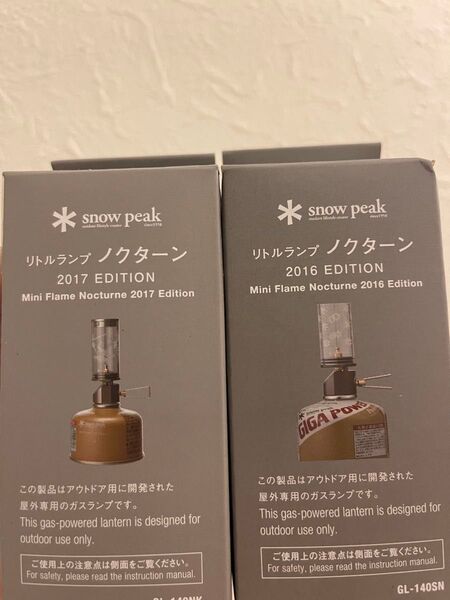 snow peak
outdoor lifestyle creator since1958
リトルランプ ノクターン
2017 EDITION
Mini Flame Nocturne 2017 Edition
この製品はアウトドア用に開発された
屋外専用のガスランプです。
This gas-powered lantern is designed for
outdoor use only.
ご使用上の注意点は側面をご覧ください。
For safety, please read the instruction manual.
snow peak
outdoor lifestyle creator since1958
リトルランプ ノクターン
2016 EDITION
Mini Flame Nocturne 2016 Edition
GIGA POWER
この製品はアウトドア用に開発された
屋外専用のガスランプです。
This gas-powered lantern is designed for
outdoor use only.
ご使用上の注意点は側面をご覧ください。
For safety, please read the instruction manual.
GL-140SN